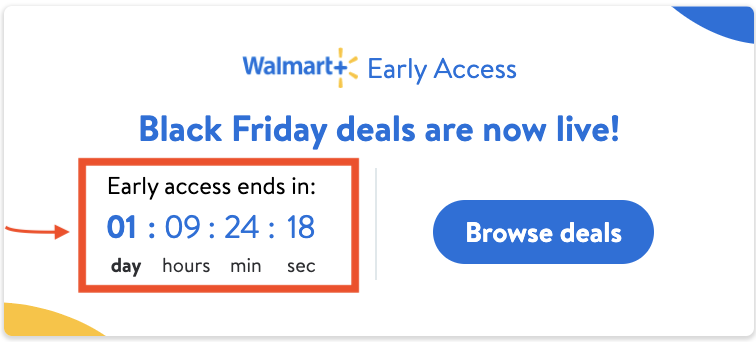 Walmart+ Early Access
Black Friday deals are now live!
Early access ends in:
01 : 09 : 24 : 18
day hours min sec
Browse deals